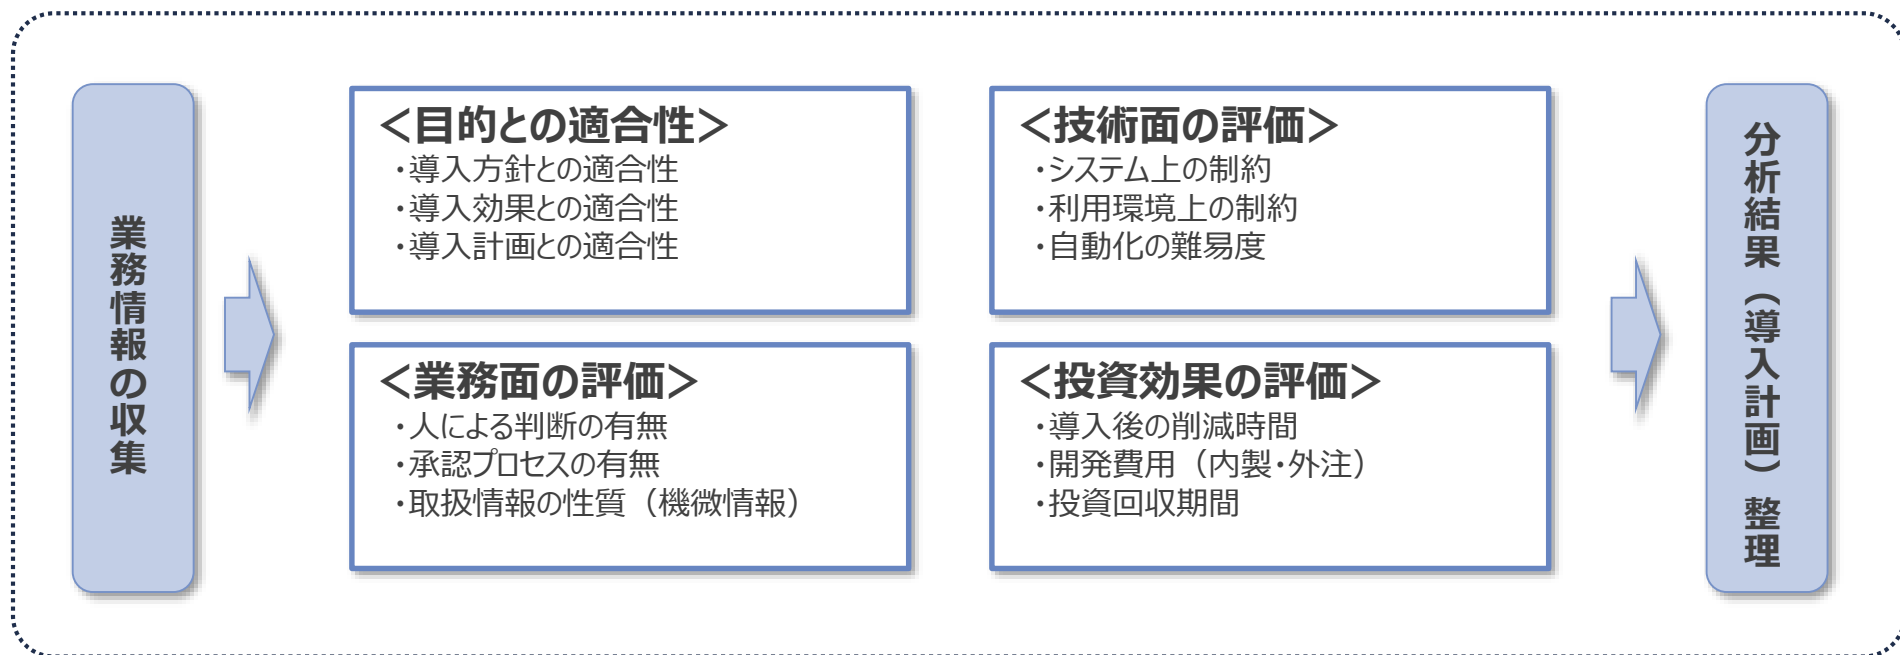 業務情報の収集
＜目的との適合性＞
・導入方針との適合性
・導入効果との適合性
・導入計画との適合性
＜技術面の評価＞
・システム上の制約
・利用環境上の制約
・自動化の難易度
＜業務面の評価＞
・人による判断の有無
・承認プロセスの有無
・取扱情報の性質（機微情報）
＜投資効果の評価＞
・導入後の削減時間
・開発費用（内製・外注）
・投資回収期間
分析結果（導入計画）整理